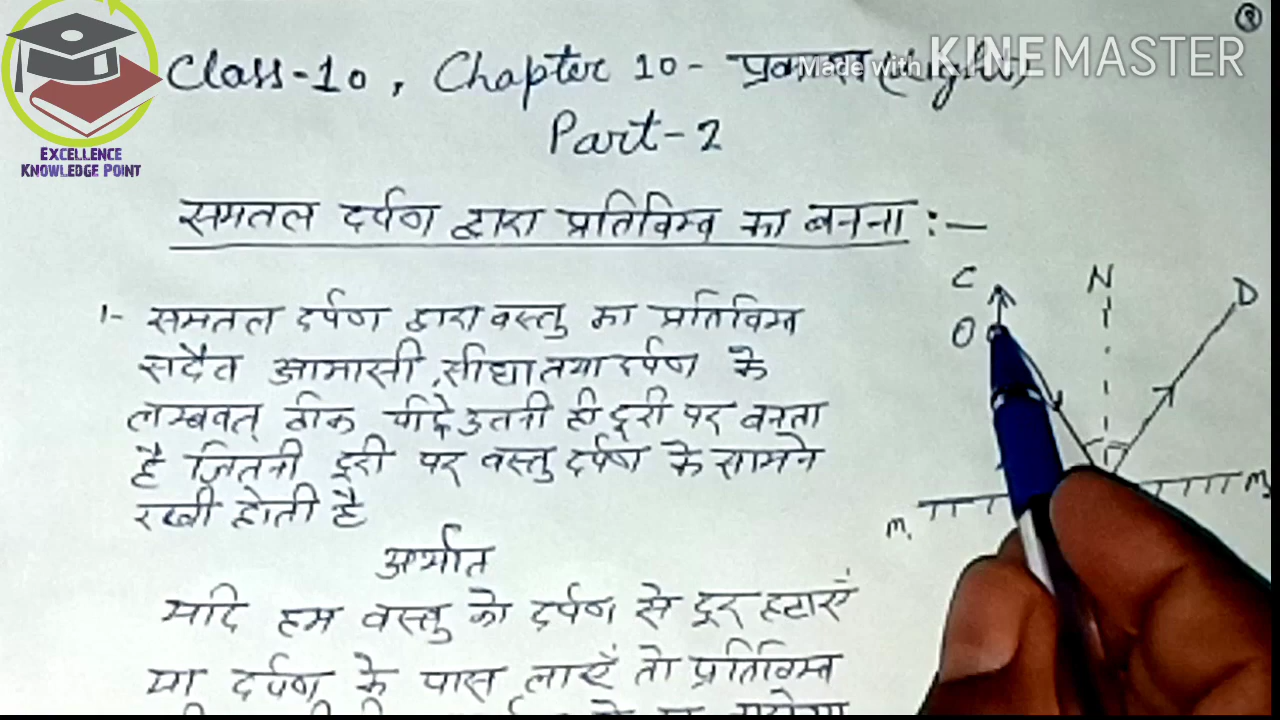 Class-10, Chapter 10- प्रकाश (Light)
Made with KINEMASTER
Part-2
EXCELLENCE
KNOWLEDGE POINT
समतल दर्पण द्वारा प्रतिविम्व का बनना :—
1- समतल दर्पण द्वारा वस्तु का प्रतिविम्व
सदैव आभासी, सीधा तथा दर्पण के
लम्बवत् ठीक पीछे उतनी ही दूरी पर बनता
है जितनी दूरी पर वस्तु दर्पण के सामने
रखी होती है
अर्थात
यदि हम वस्तु को दर्पण से दूर हटाएं
या दर्पण के पास लाएं तो प्रतिविम्व
C N D
O
M₁